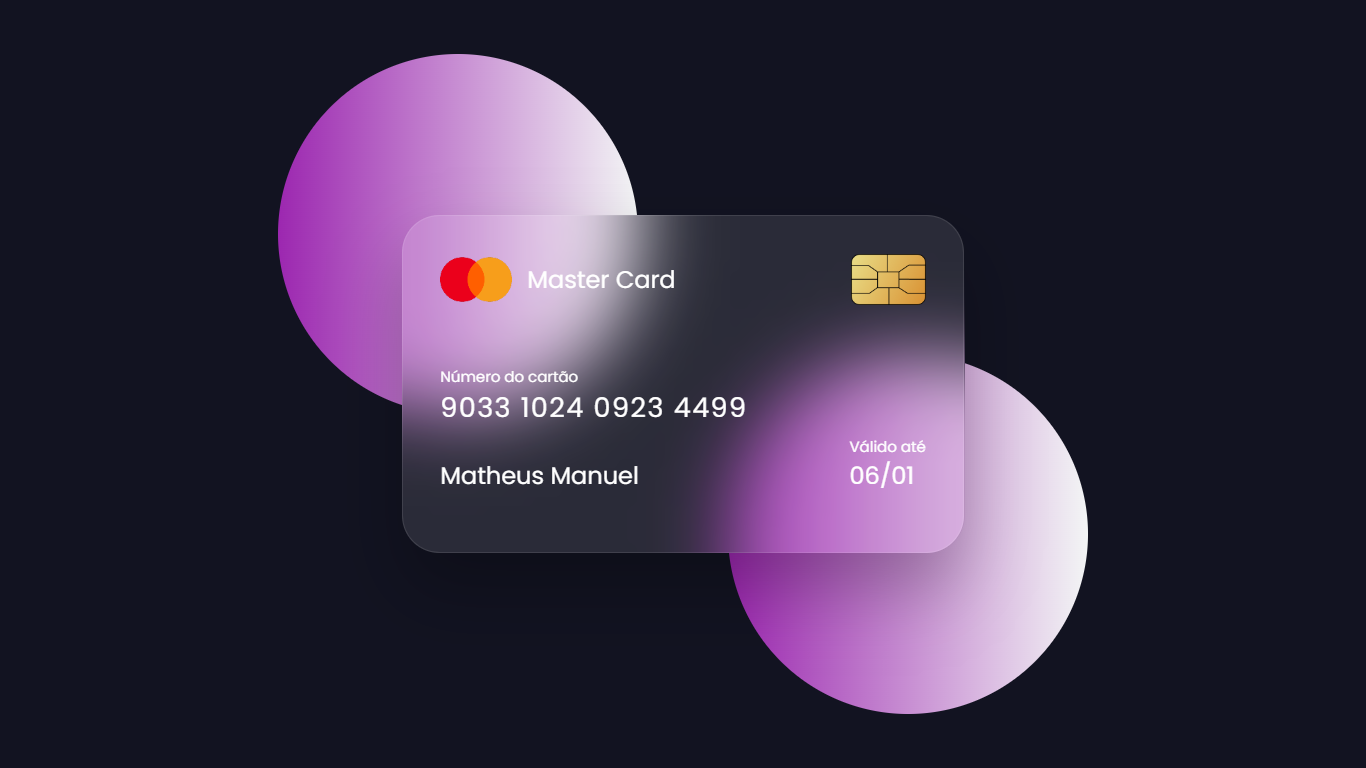 Master Card
Número do cartão
9033 1024 0923 4499
Válido até
Matheus Manuel
06/01